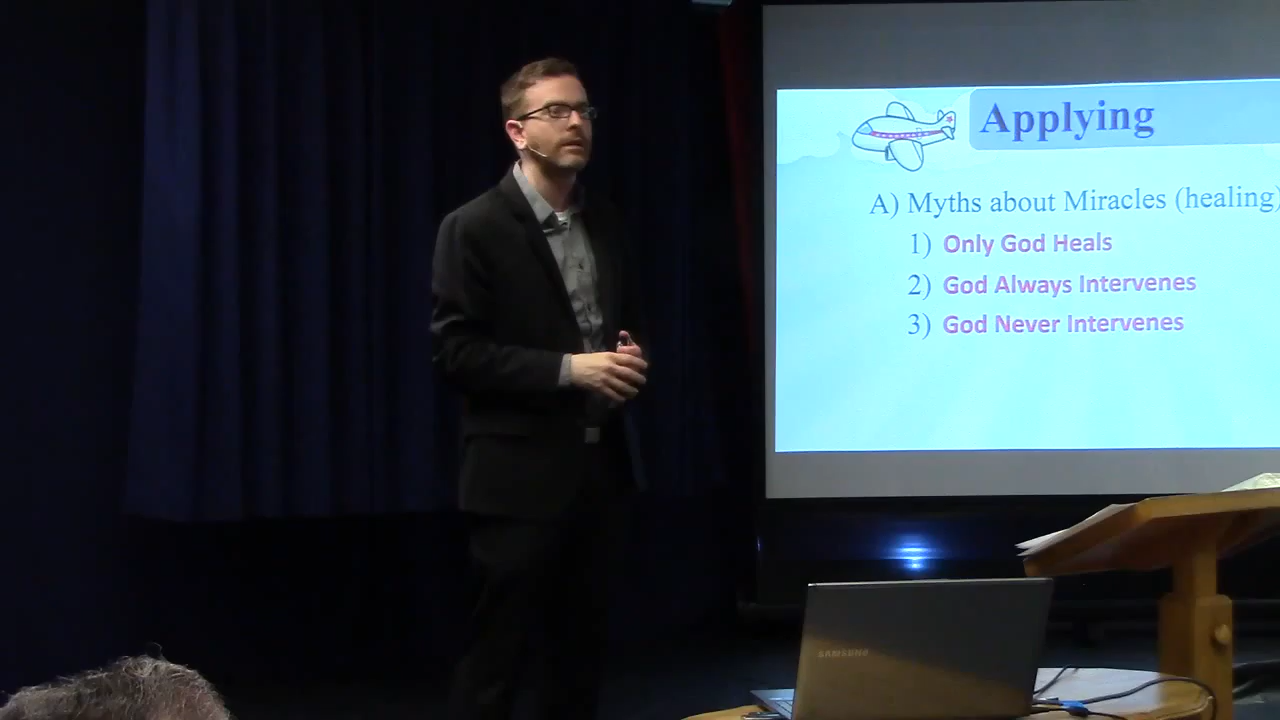 Applying
A) Myths about Miracles (healing)
1) Only God Heals
2) God Always Intervenes
3) God Never Intervenes
SAMSUNG